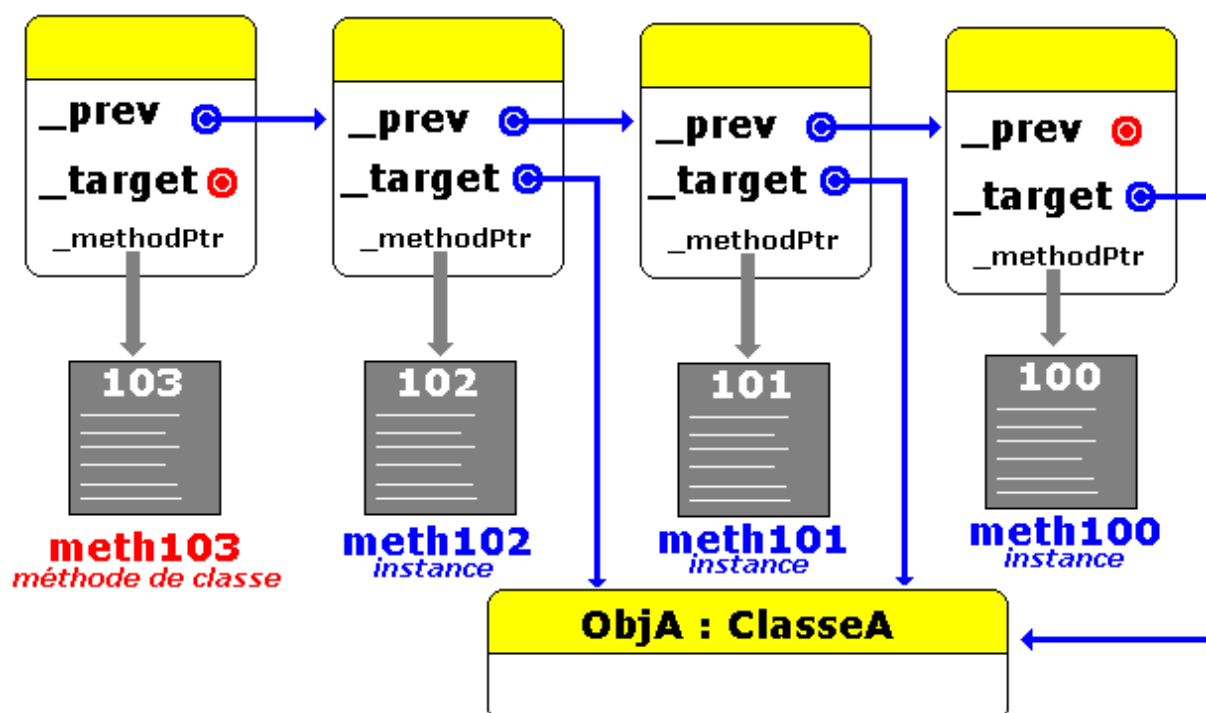 _prev
_target
_methodPtr
_prev
_target
_methodPtr
_prev
_target
_methodPtr
_prev
_target
_methodPtr
103
102
101
100
meth103
méthode de classe
meth102
instance
meth101
instance
meth100
instance
ObjA : ClasseA